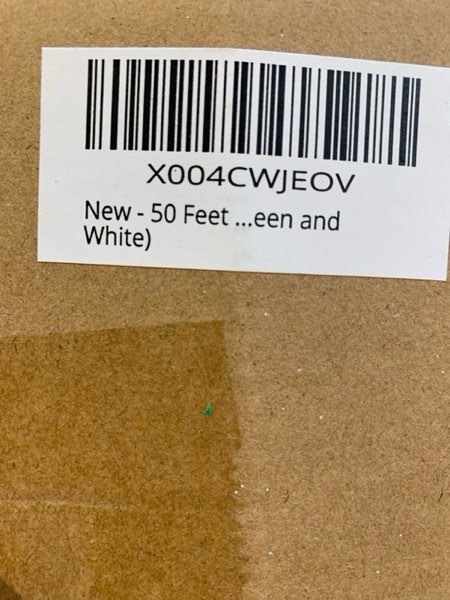 X004CWJEOV
New - 50 Feet ...een and
White)